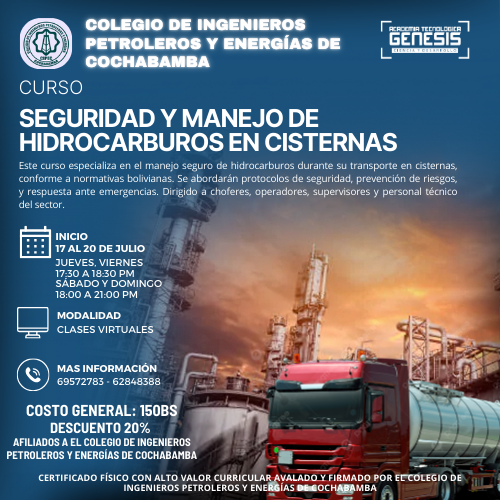 COLEGIO DE INGENIEROS
PETROLEROS Y ENERGÍAS DE
COCHABAMBA
ACADEMIA TECNOLOGICA
GENESIS
CURSO
SEGURIDAD Y MANEJO DE
HIDROCARBUROS EN CISTERNAS
Este curso especializa en el manejo seguro de hidrocarburos durante su transporte en cisternas,
conforme a normativas bolivianas. Se abordarán protocolos de seguridad, prevención de riesgos,
y respuesta ante emergencias. Dirigido a choferes, operadores, supervisores y personal técnico
del sector.
INICIO
17 AL 20 DE JULIO
JUEVES, VIERNES
17:30 A 18:30 PM
SÁBADO Y DOMINGO
18:00 A 21:00 PM
MODALIDAD
CLASES VIRTUALES
MAS INFORMACIÓN
69572783 - 62848388
COSTO GENERAL: 150BS
DESCUENTO 20%
AFILIADOS A EL COLEGIO DE INGENIEROS
PETROLEROS Y ENERGÍAS DE COCHABAMBA
CERTIFICADO FÍSICO CON ALTO VALOR CURRICULAR AVALADO Y FIRMADO POR EL COLEGIO DE
INGENIEROS PETROLEROS Y ENERGÍAS DE COCHABAMBA